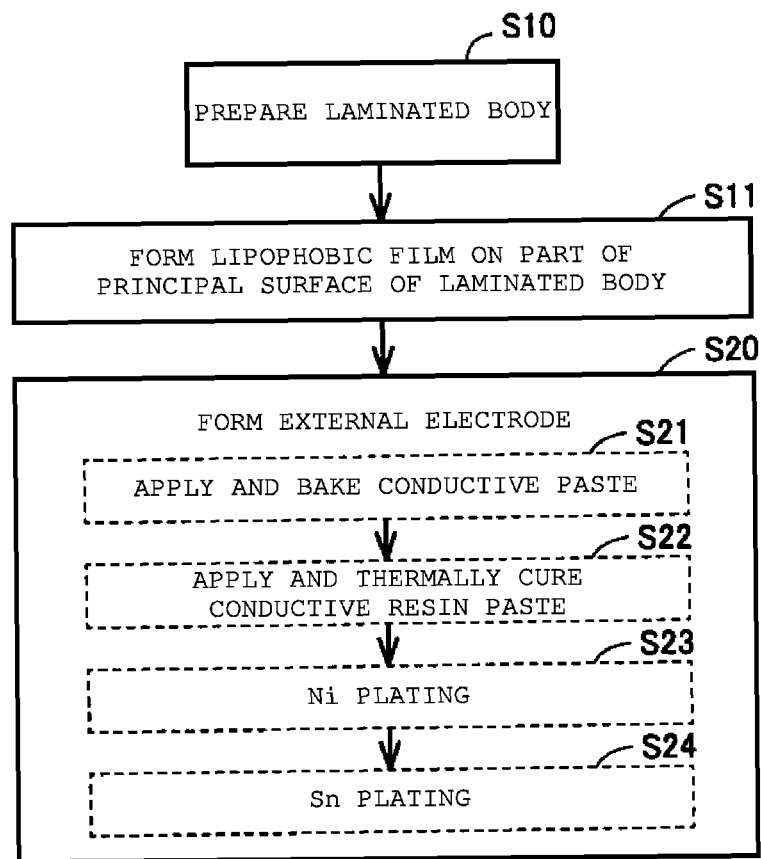 S10
PREPARE LAMINATED BODY
S11
FORM LIPOPHOBIC FILM ON PART OF
PRINCIPAL SURFACE OF LAMINATED BODY
S20
FORM EXTERNAL ELECTRODE
S21
APPLY AND BAKE CONDUCTIVE PASTE
S22
APPLY AND THERMALLY CURE
CONDUCTIVE RESIN PASTE
S23
Ni PLATING
S24
Sn PLATING